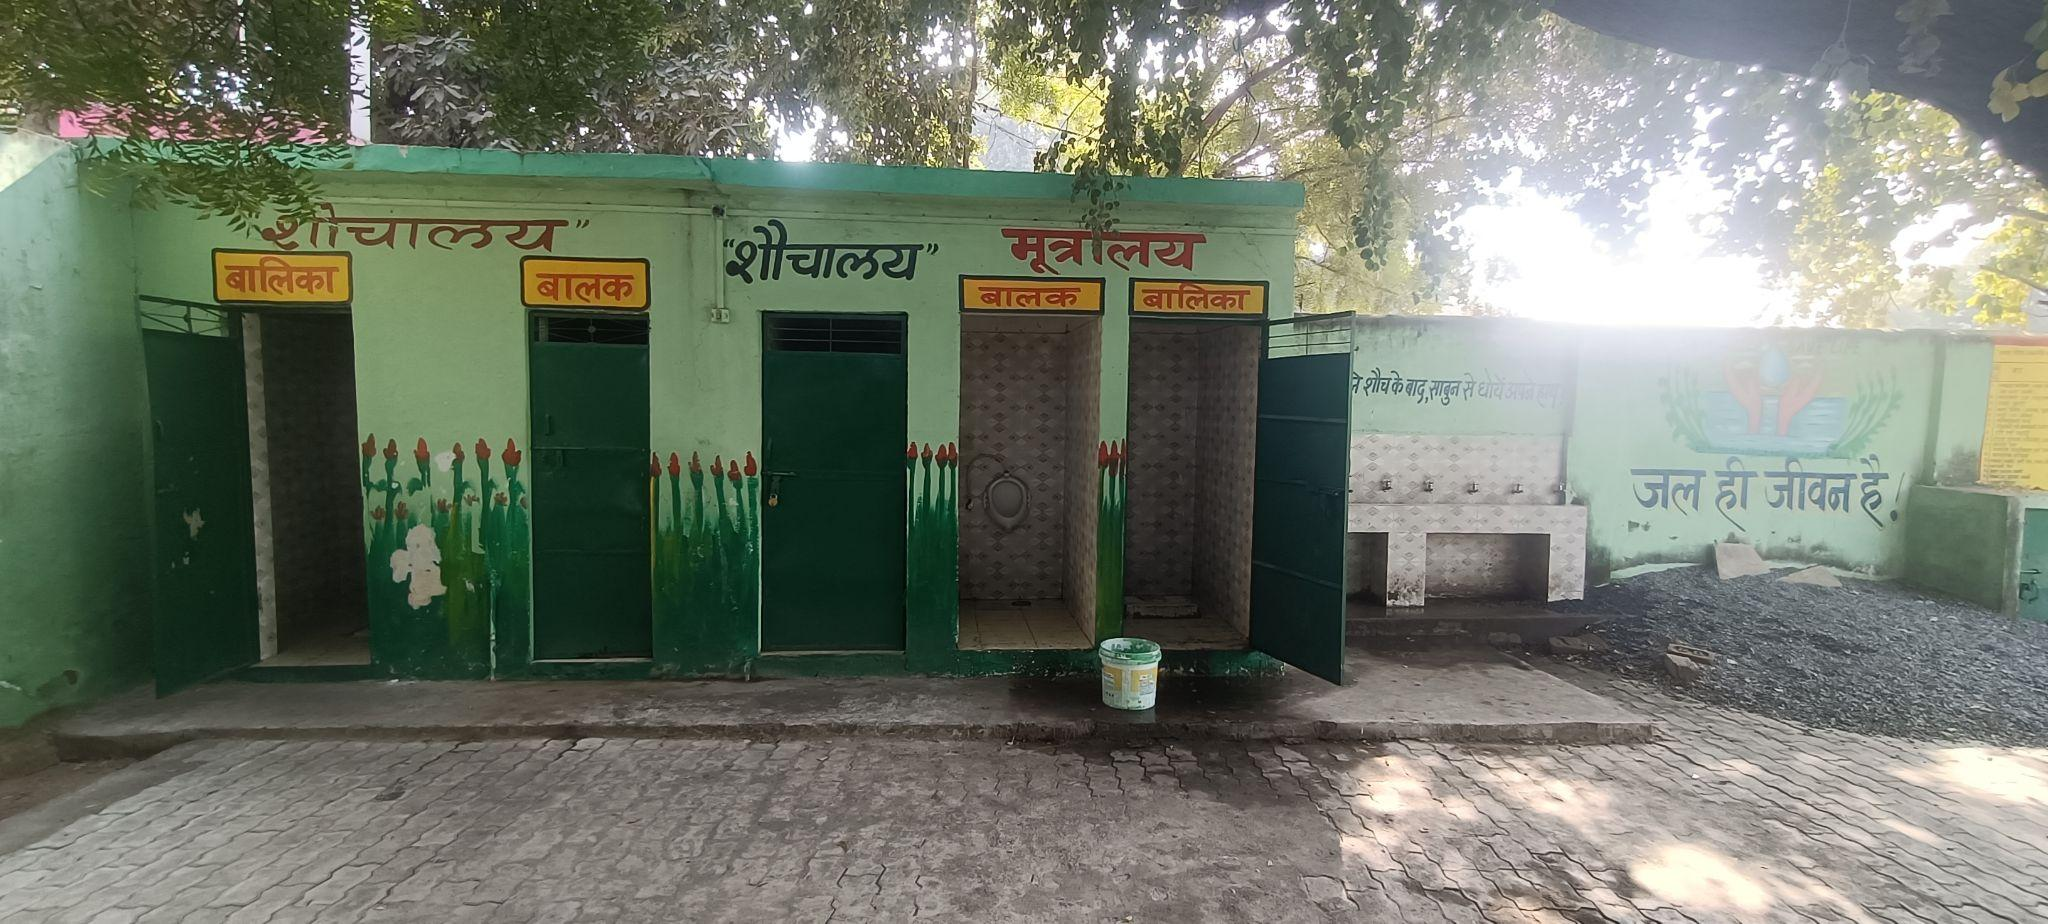 शौचालय"
"शौचालय"
मूत्रालय
बालिका
बालक
बालक
बालिका
शौच के बाद, साबुन से धोयें अपने हाथ
जल ही जीवन है!